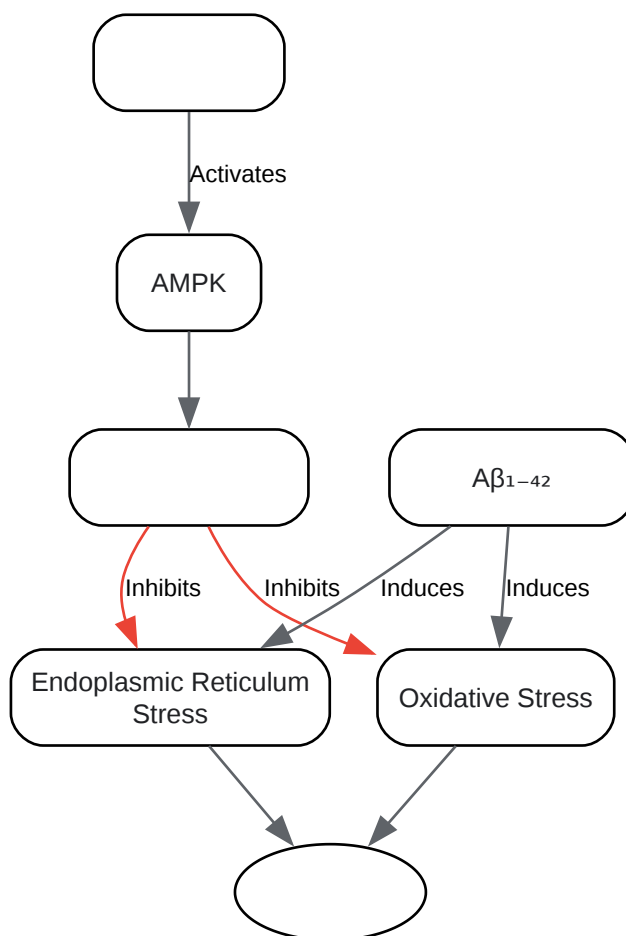 Activates
AMPK
Aβ₁₋₄₂
Inhibits
Inhibits
Induces
Induces
Endoplasmic Reticulum
Stress
Oxidative Stress